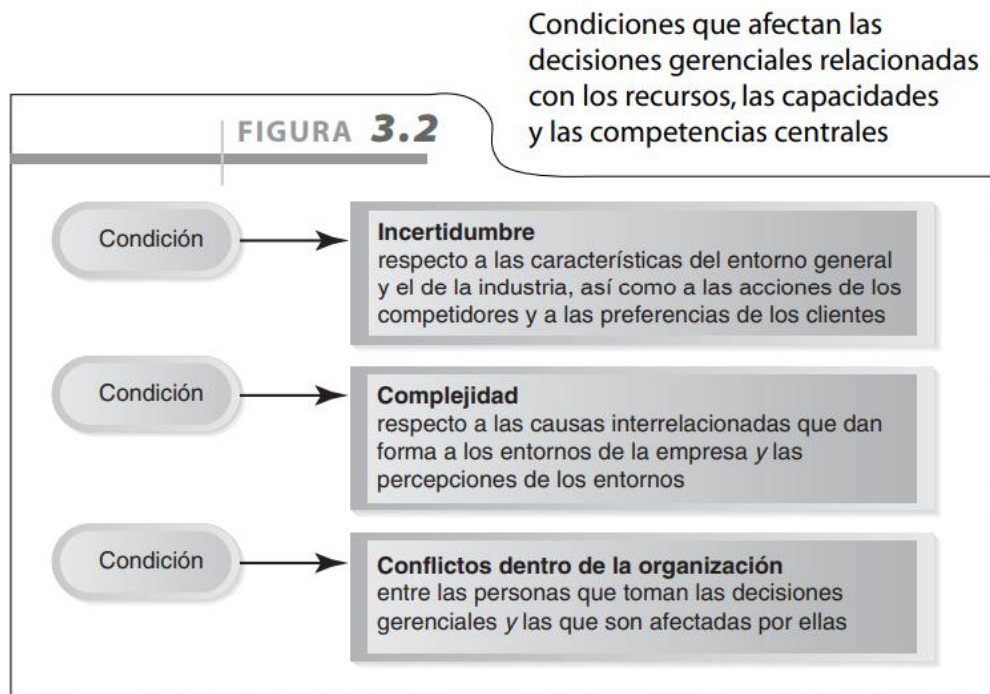 Condiciones que afectan las
decisiones gerenciales relacionadas
con los recursos, las capacidades
y las competencias centrales
FIGURA 3.2
Condición
Incertidumbre
respecto a las características del entorno general
y el de la industria, así como a las acciones de los
competidores y a las preferencias de los clientes
Condición
Complejidad
respecto a las causas interrelacionadas que dan
forma a los entornos de la empresa y las
percepciones de los entornos
Condición
Conflictos dentro de la organización
entre las personas que toman las decisiones
gerenciales y las que son afectadas por ellas